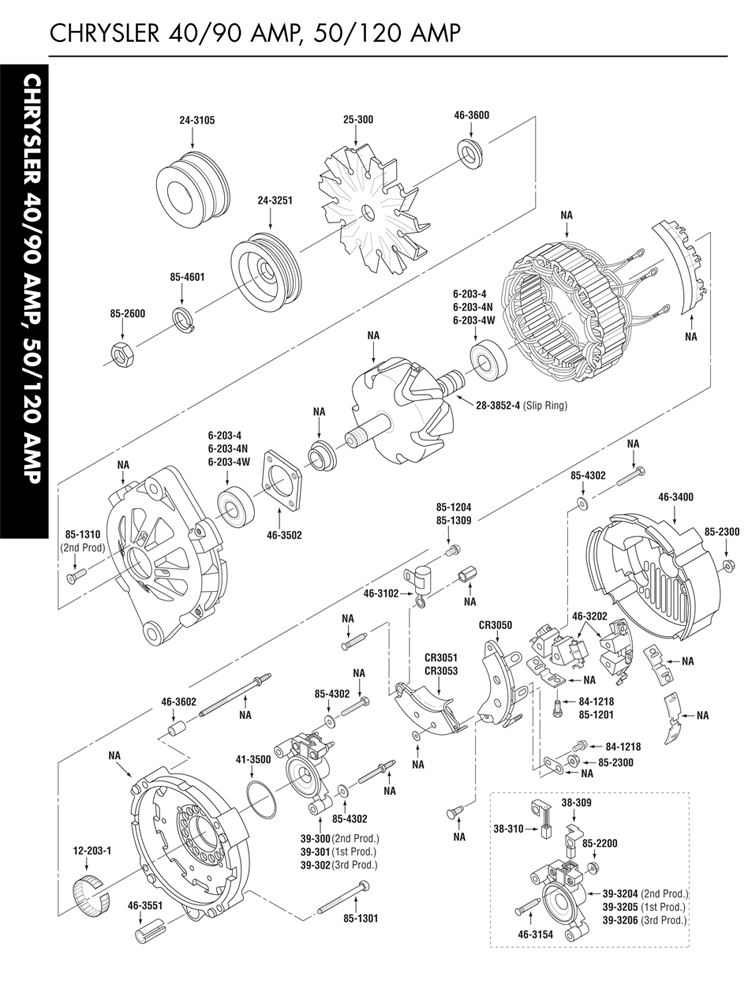 CHRYSLER 40/90 AMP, 50/120 AMP
CHRYSLER 40/90 AMP, 50/120 AMP
24-3105
25-300
46-3600
24-3251
NA
85-4601
85-2600
6-203-4
6-203-4N
6-203-4W
NA
NA
28-3852-4 (Slip Ring)
NA
6-203-4
6-203-4N
6-203-4W
NA
NA
85-4302
46-3400
85-1204
85-1309
85-2300
46-3502
85-1310
(2nd Prod)
46-3102
NA
NA
CR3050
46-3202
CR3051
CR3053
NA
NA
NA
84-1218
85-1201
NA
85-4302
46-3602
NA
84-1218
85-2300
NA
NA
NA
41-3500
NA
85-4302
39-300 (2nd Prod.)
39-301 (1st Prod.)
39-302 (3rd Prod.)
NA
38-309
38-310
85-2200
12-203-1
39-3204 (2nd Prod.)
39-3205 (1st Prod.)
39-3206 (3rd Prod.)
46-3551
85-1301
46-3154